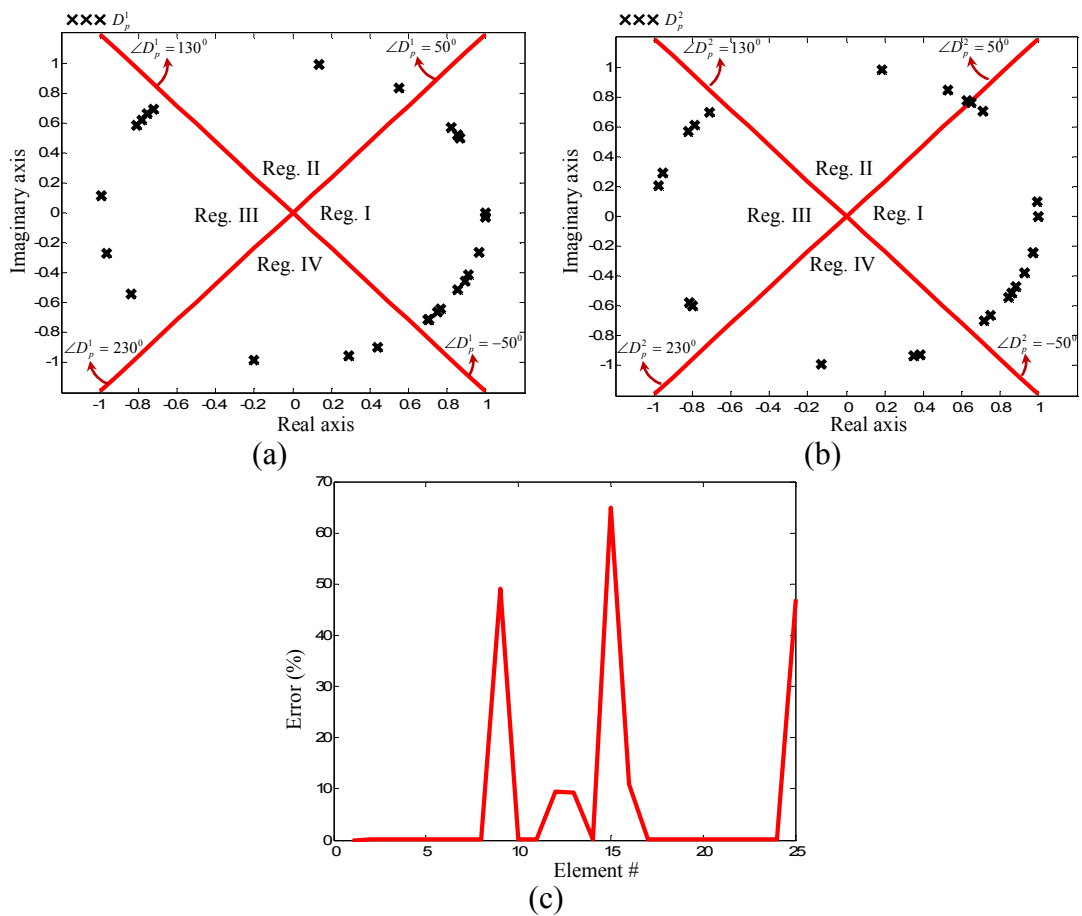 ××× D_p^1
∠D_p^1 = 130^0
∠D_p^1 = 50^0
1
0.8
0.6
0.4
0.2
0
-0.2
-0.4
-0.6
-0.8
-1
Imaginary axis
Reg. II
Reg. III
Reg. I
Reg. IV
∠D_p^1 = 230^0
∠D_p^1 = −50^0
-1 -0.8 -0.6 -0.4 -0.2 0 0.2 0.4 0.6 0.8 1
Real axis
(a)
××× D_p^2
∠D_p^2 = 130^0
∠D_p^2 = 50^0
1
0.8
0.6
0.4
0.2
0
-0.2
-0.4
-0.6
-0.8
-1
Imaginary axis
Reg. II
Reg. III
Reg. I
Reg. IV
∠D_p^2 = 230^0
∠D_p^2 = −50^0
-1 -0.8 -0.6 -0.4 -0.2 0 0.2 0.4 0.6 0.8 1
Real axis
(b)
70
60
50
40
30
20
10
0
Error (%)
0 5 10 15 20 25
Element #
(c)